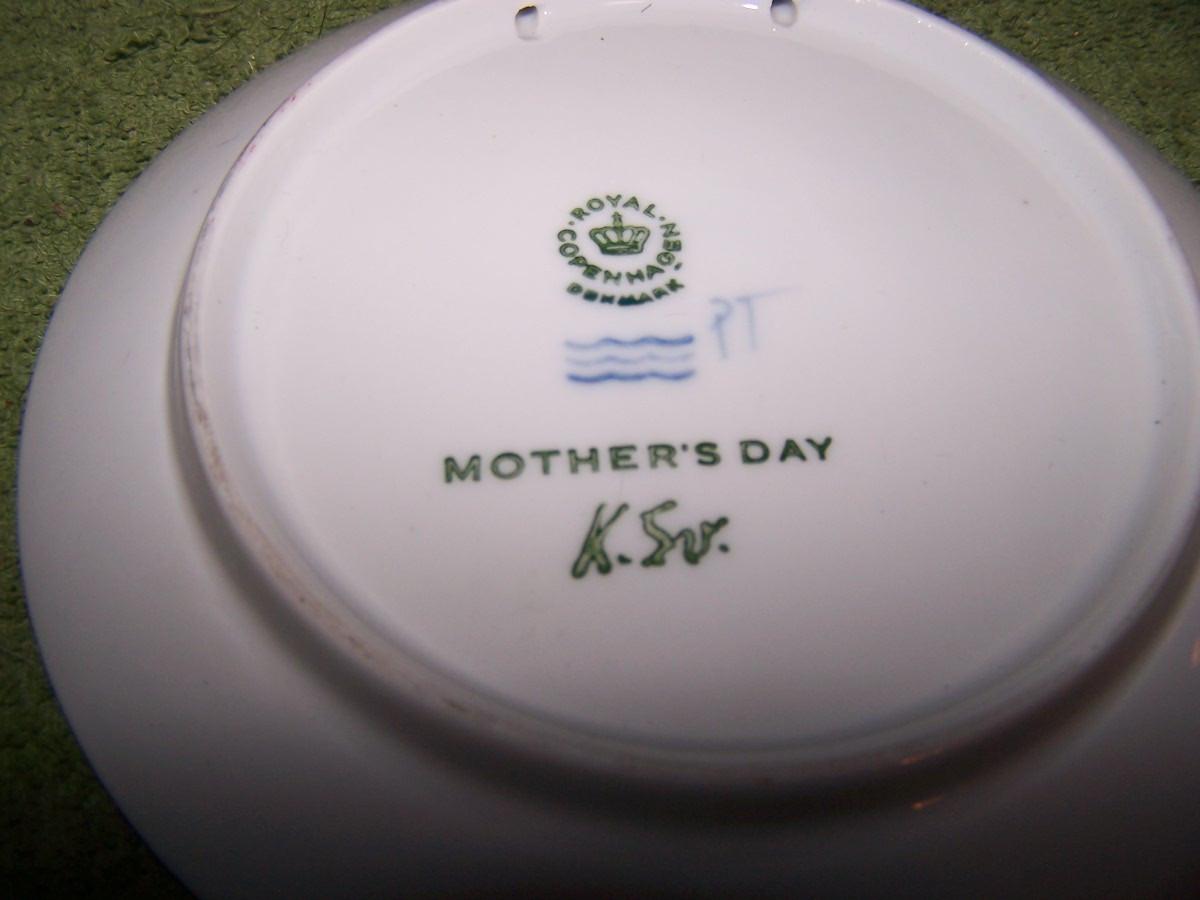 ROYAL
COPENHAGEN
DENMARK
PT
MOTHER'S DAY
K. Sv.